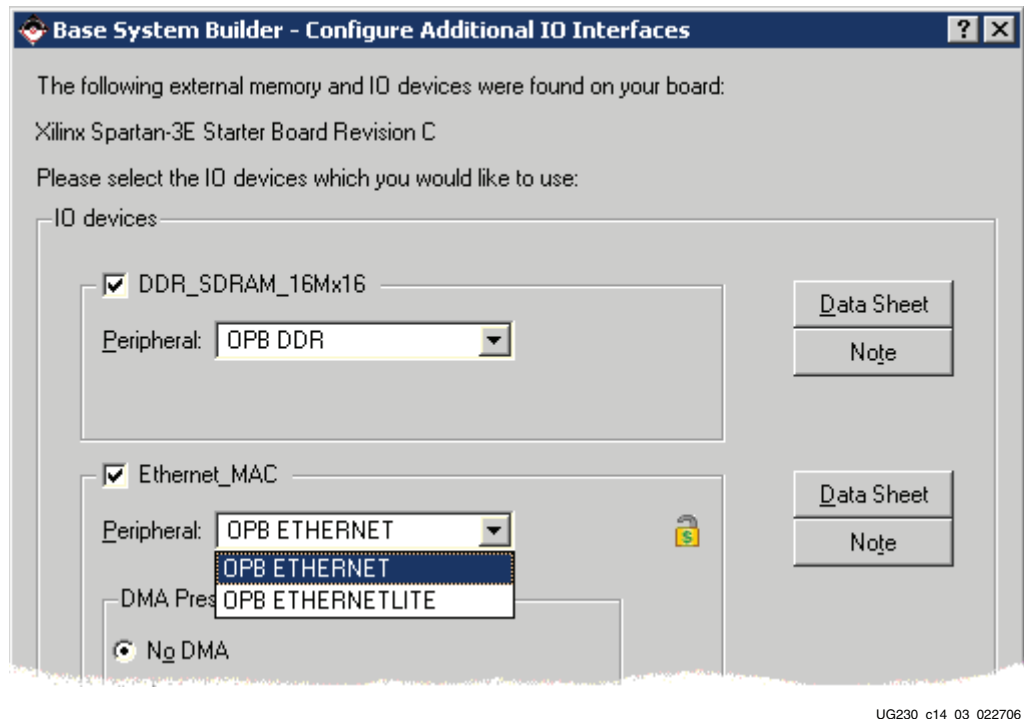 Base System Builder - Configure Additional IO Interfaces
The following external memory and IO devices were found on your board:
Xilinx Spartan-3E Starter Board Revision C
Please select the IO devices which you would like to use:
IO devices
DDR_SDRAM_16Mx16
Data Sheet
Peripheral: OPB DDR
Note
Ethernet_MAC
Data Sheet
Peripheral: OPB ETHERNET
Note
OPB ETHERNET
OPB ETHERNETLITE
DMA Pres
No DMA
UG230_c14_03_022706